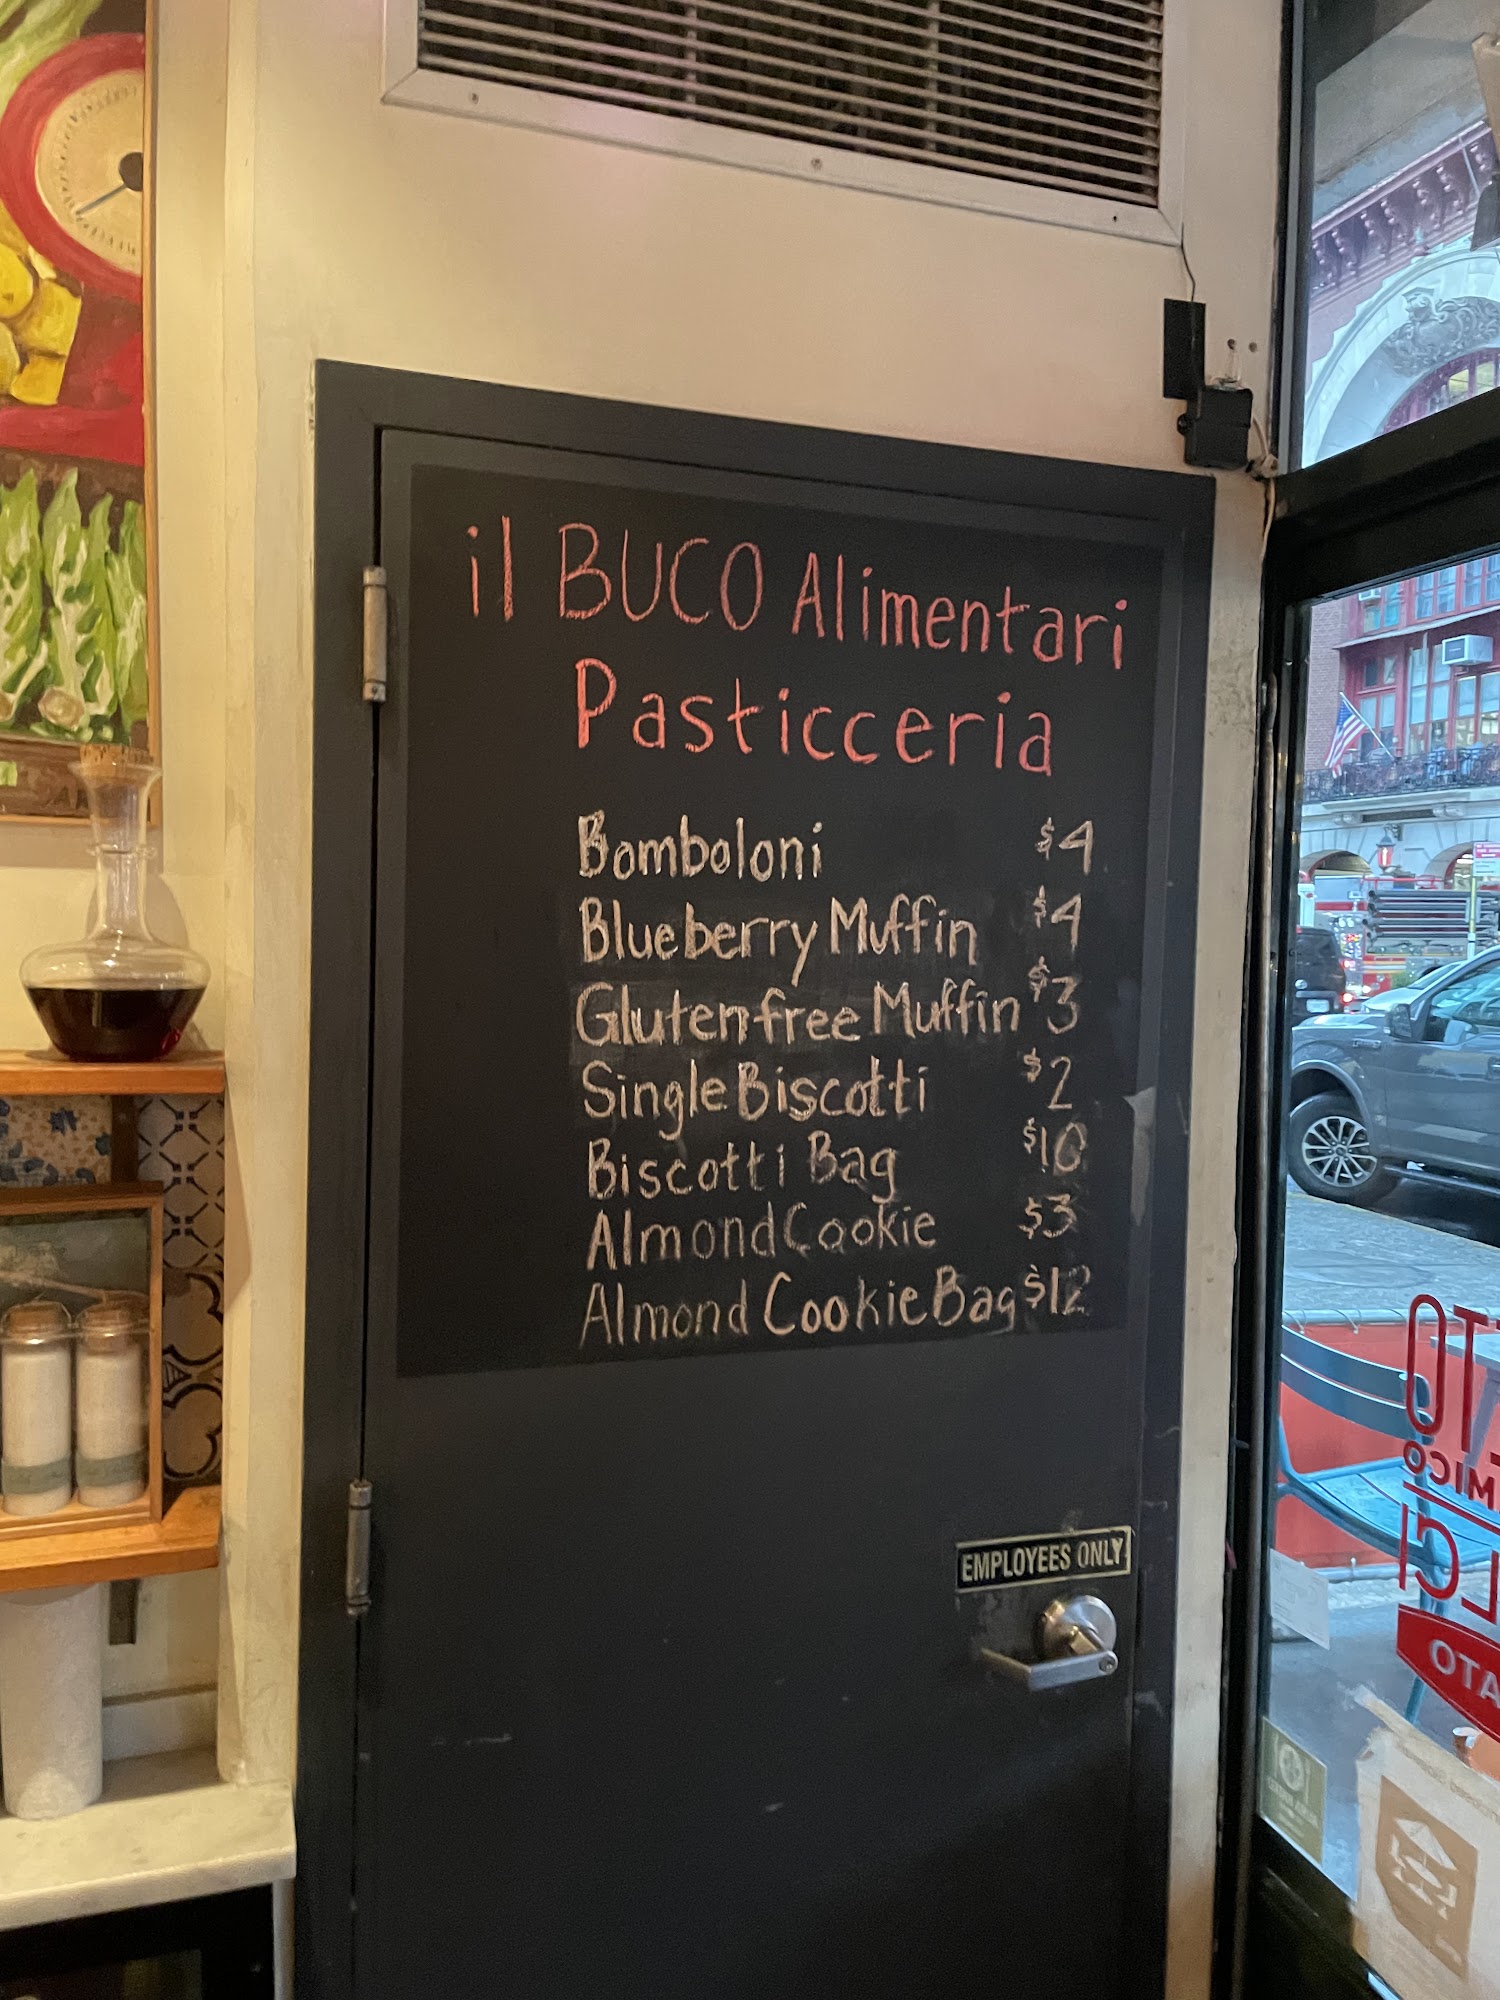 il BUCO Alimentari
Pasticceria
Bomboloni $4
Blueberry Muffin $4
Gluten free Muffin $3
Single Biscotti $2
Biscotti Bag $10
Almond Cookie $3
Almond Cookie Bag $12
EMPLOYEES ONLY